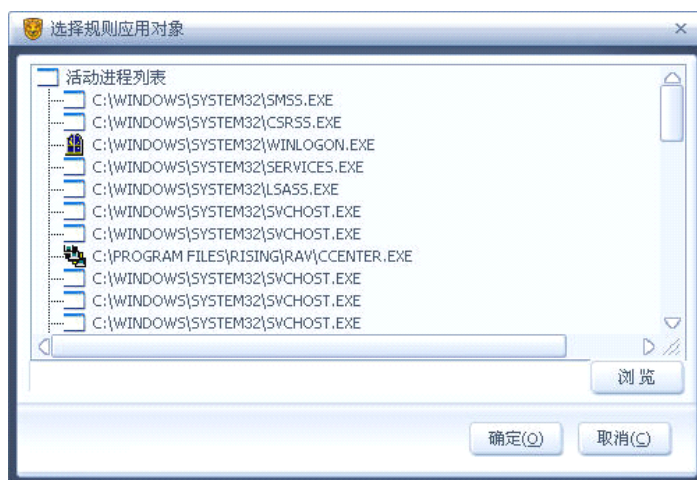 选择规则应用对象
活动进程列表
C:\WINDOWS\SYSTEM32\SMSS.EXE
C:\WINDOWS\SYSTEM32\CSRSS.EXE
C:\WINDOWS\SYSTEM32\WINLOGON.EXE
C:\WINDOWS\SYSTEM32\SERVICES.EXE
C:\WINDOWS\SYSTEM32\LSASS.EXE
C:\WINDOWS\SYSTEM32\SVCHOST.EXE
C:\WINDOWS\SYSTEM32\SVCHOST.EXE
C:\PROGRAM FILES\RISING\RAV\CCENTER.EXE
C:\WINDOWS\SYSTEM32\SVCHOST.EXE
C:\WINDOWS\SYSTEM32\SVCHOST.EXE
C:\WINDOWS\SYSTEM32\SVCHOST.EXE
浏览
确定(O) 取消(C)